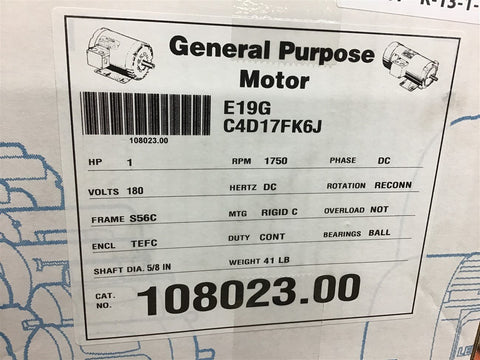 R-13-1-
General Purpose
Motor
E19G
C4D17FK6J
108023.00
HP 1 RPM 1750 PHASE DC
VOLTS 180 HERTZ DC ROTATION RECONN
FRAME S56C MTG RIGID C OVERLOAD NOT
ENCL TEFC DUTY CONT BEARINGS BALL
SHAFT DIA. 5/8 IN WEIGHT 41 LB
CAT. NO. 108023.00